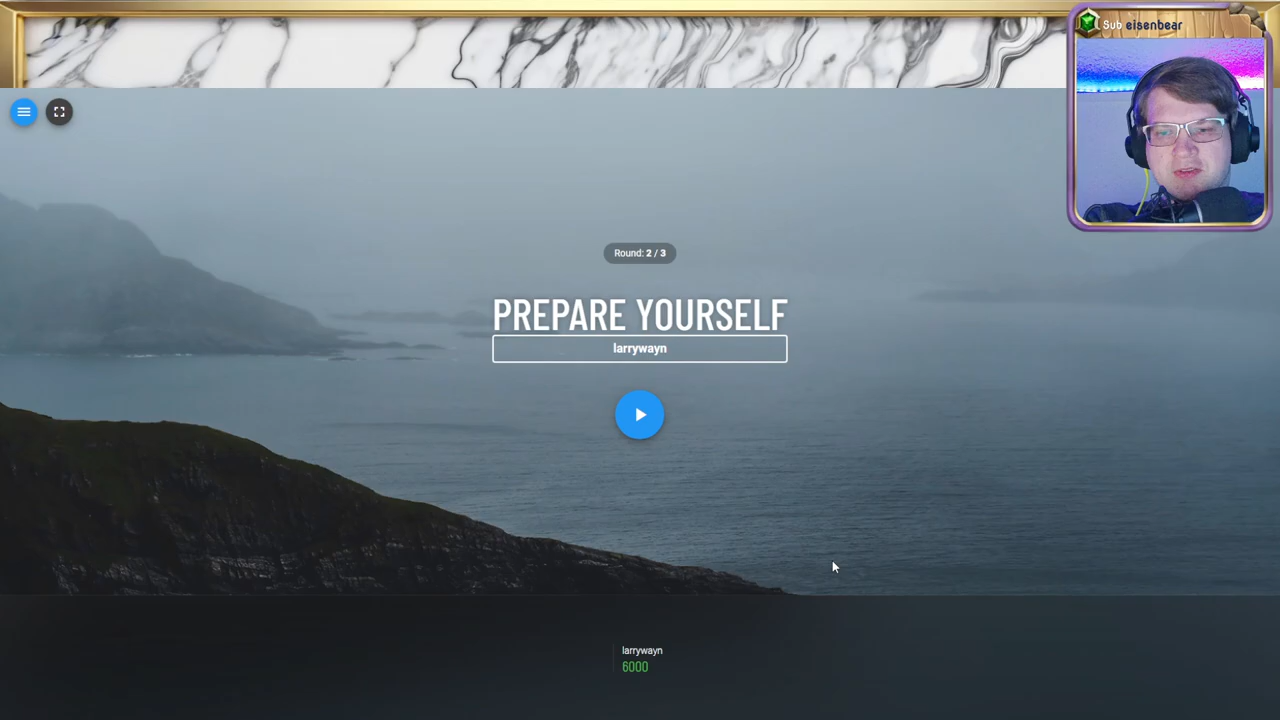 Sub eisenbear
Round: 2 / 3
PREPARE YOURSELF
larrywayn
larrywayn
6000